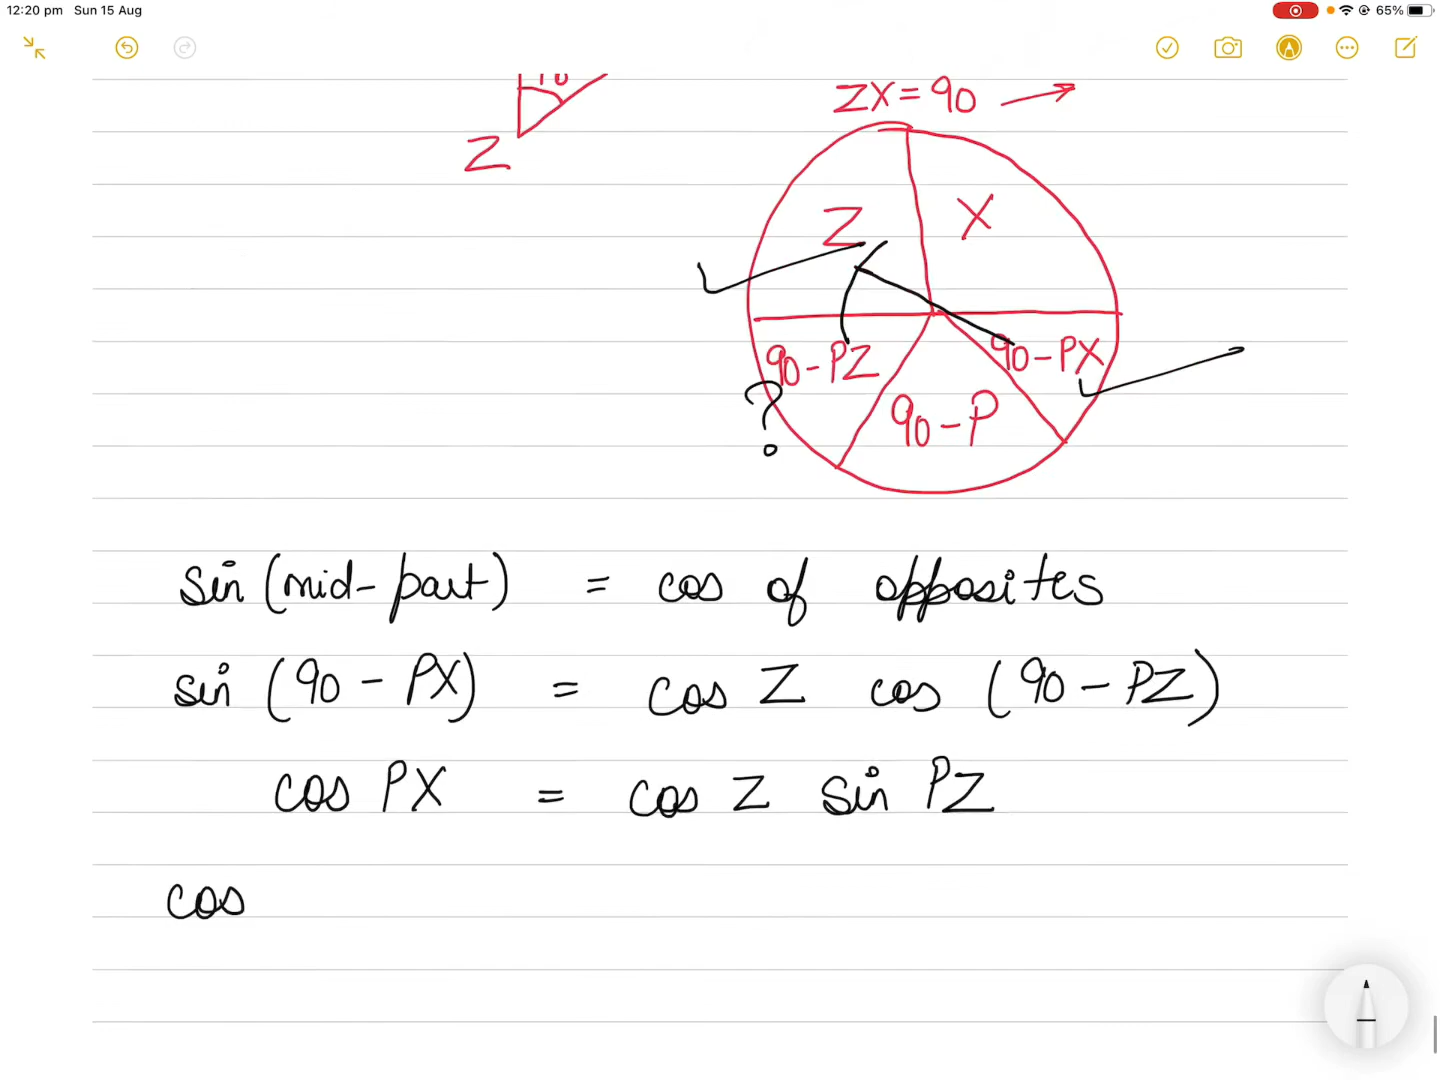 12:20 pm Sun 15 Aug
65%
ZX = 90
Z
Z X
90 - PZ 90 - PX
90 - P
?
sin (mid-part) = cos of opposites
sin (90 - PX) = cos Z cos (90 - PZ)
cos PX = cos Z sin PZ
cos